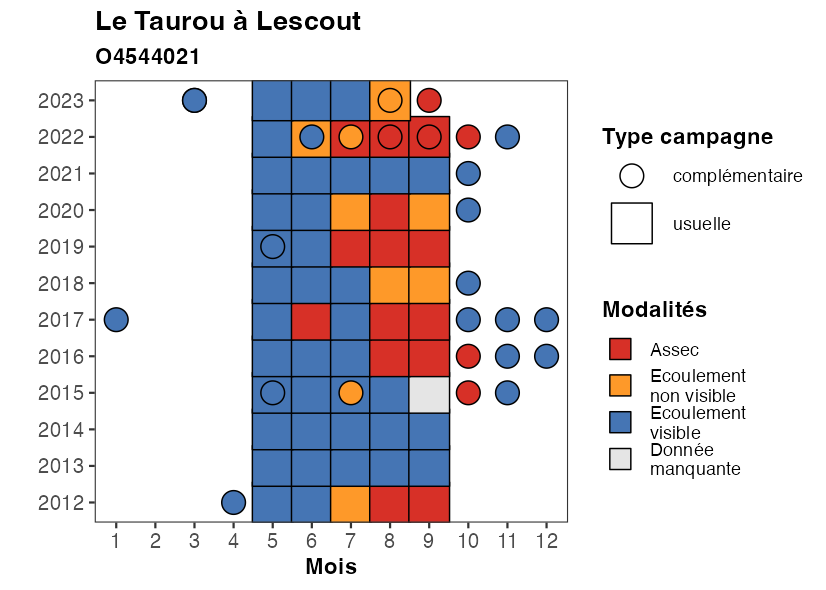 Le Taurou à Lescout
O4544021
2023
2022
2021
2020
2019
2018
2017
2016
2015
2014
2013
2012
1 2 3 4 5 6 7 8 9 10 11 12
Mois
Type campagne
complémentaire
usuelle
Modalités
Assec
Ecoulement
non visible
Ecoulement
visible
Donnée
manquante